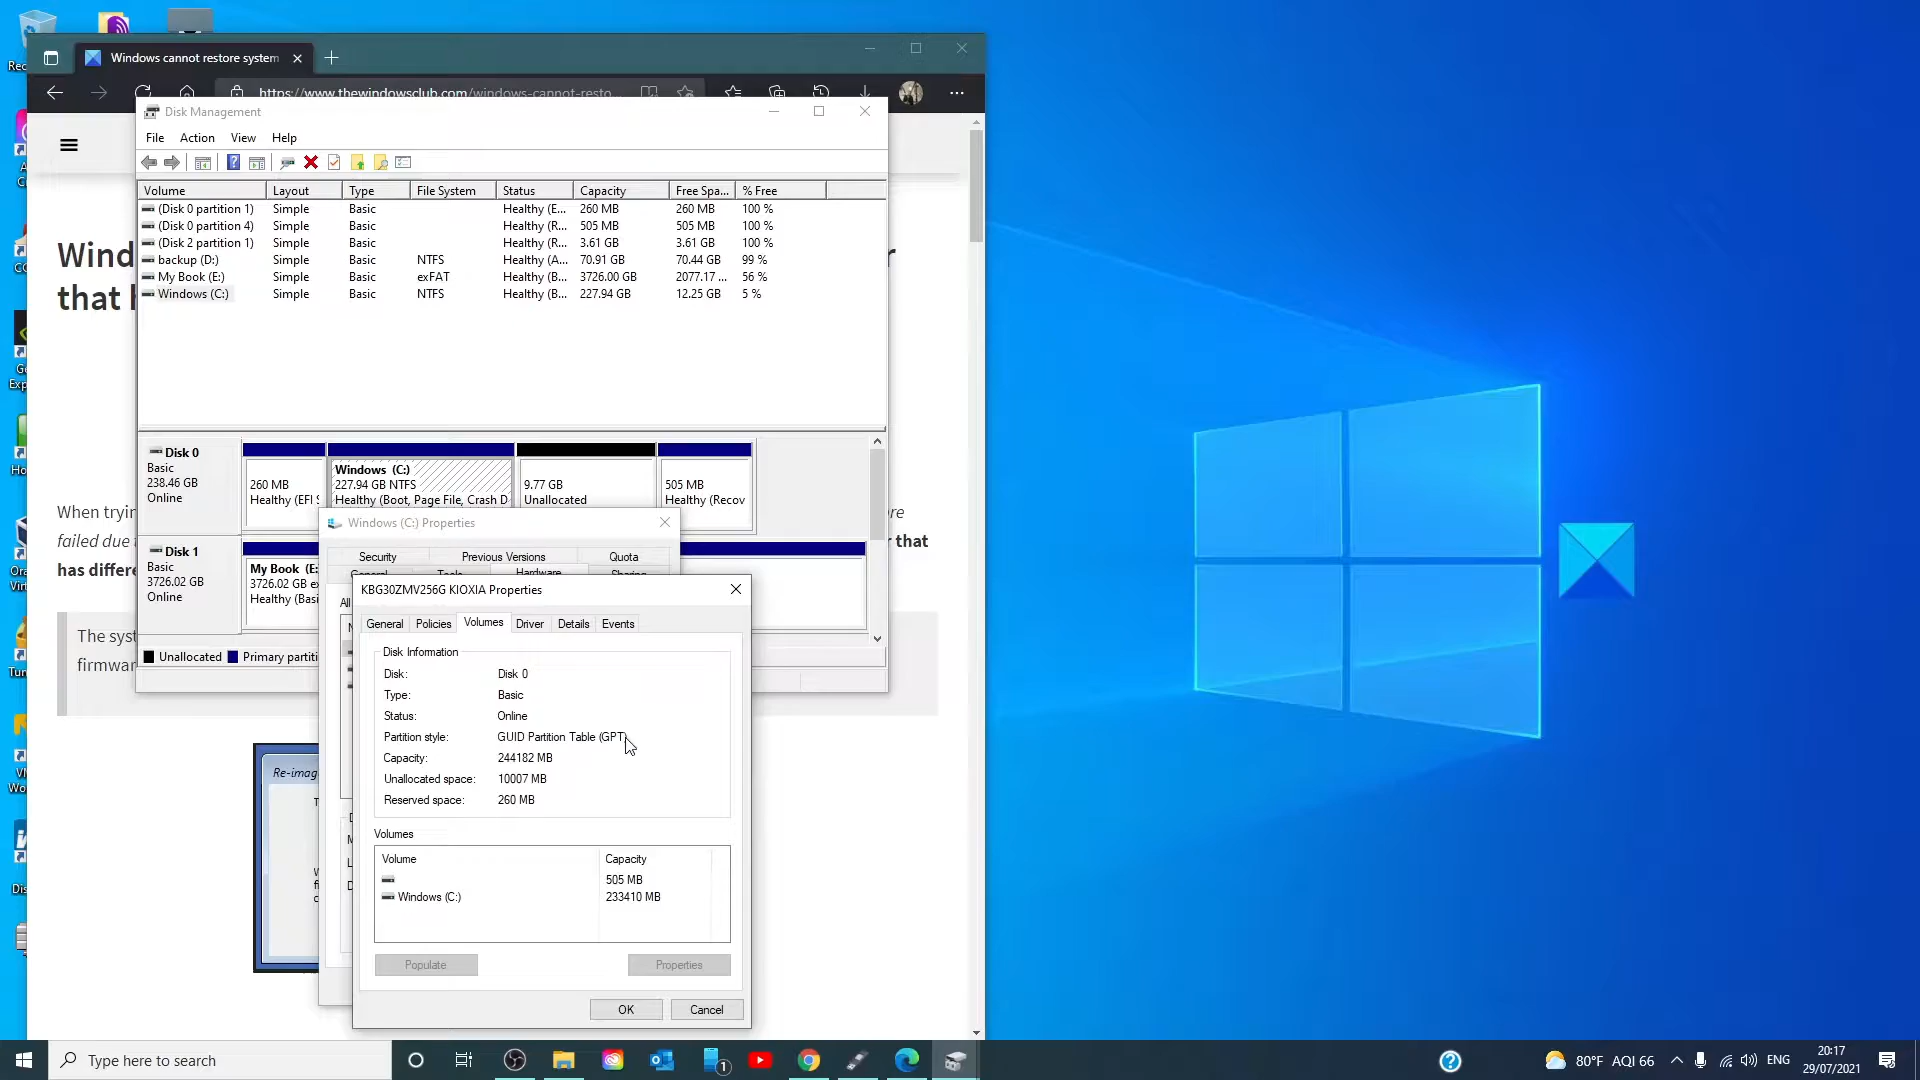 Windows cannot restore system
https://www.thewindowsclub.com/windows-cannot-resto...
Disk Management
File Action View Help
Volume Layout Type File System Status Capacity Free Spa... % Free
(Disk 0 partition 1) Simple Basic Healthy (E... 260 MB 260 MB 100 %
(Disk 0 partition 4) Simple Basic Healthy (R... 505 MB 505 MB 100 %
(Disk 2 partition 1) Simple Basic Healthy (R... 3.61 GB 3.61 GB 100 %
backup (D:) Simple Basic NTFS Healthy (A... 70.91 GB 70.44 GB 99 %
My Book (E:) Simple Basic exFAT Healthy (B... 3726.00 GB 2077.17 ... 56 %
Windows (C:) Simple Basic NTFS Healthy (B... 227.94 GB 12.25 GB 5 %
Wind
that
Disk 0
Basic
238.46 GB
Online
260 MB
Healthy (EFI S
Windows (C:)
227.94 GB NTFS
Healthy (Boot, Page File, Crash D
9.77 GB
Unallocated
505 MB
Healthy (Recov
When tryin
failed due t
has differe
that
Disk 1
Basic
3726.02 GB
Online
My Book (E:
3726.02 GB ex
Healthy (Basi
Unallocated Primary partiti
The syst
firmwar
Windows (C:) Properties
Security Previous Versions Quota
General Tools Hardware Sharing
All
KBG30ZMV256G KIOXIA Properties
General Policies Volumes Driver Details Events
Disk Information
Disk: Disk 0
Type: Basic
Status: Online
Partition style: GUID Partition Table (GPT)
Capacity: 244182 MB
Unallocated space: 10007 MB
Reserved space: 260 MB
Volumes
Volume Capacity
505 MB
Windows (C:) 233410 MB
Populate Properties
OK Cancel
Re-imag
Type here to search
1
80°F AQI 66
ENG
20:17
29/07/2021